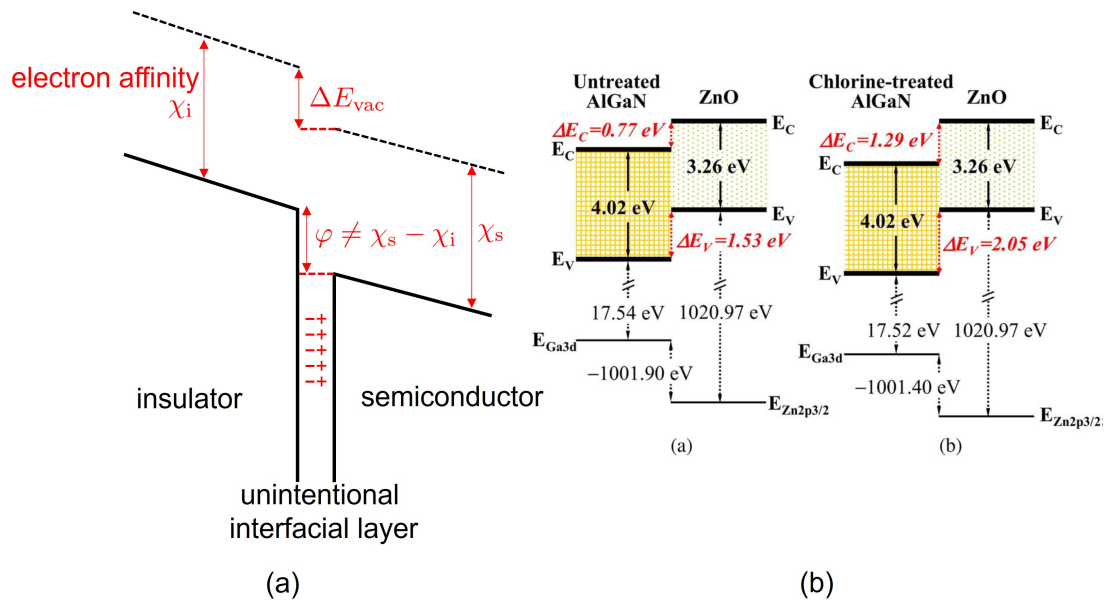 electron affinity
χi
ΔEvac
φ ≠ χs − χi
χs
−+
−+
−+
−+
−+
insulator
semiconductor
unintentional
interfacial layer
(a)
Untreated
AlGaN
ZnO
ΔEC=0.77 eV
EC
EC
3.26 eV
4.02 eV
EV
ΔEV=1.53 eV
EV
17.54 eV
1020.97 eV
EGa3d
−1001.90 eV
EZn2p3/2
(a)
Chlorine-treated
AlGaN
ZnO
ΔEC=1.29 eV
EC
EC
3.26 eV
4.02 eV
EV
ΔEV=2.05 eV
EV
17.52 eV
1020.97 eV
EGa3d
−1001.40 eV
EZn2p3/2
(b)
(b)